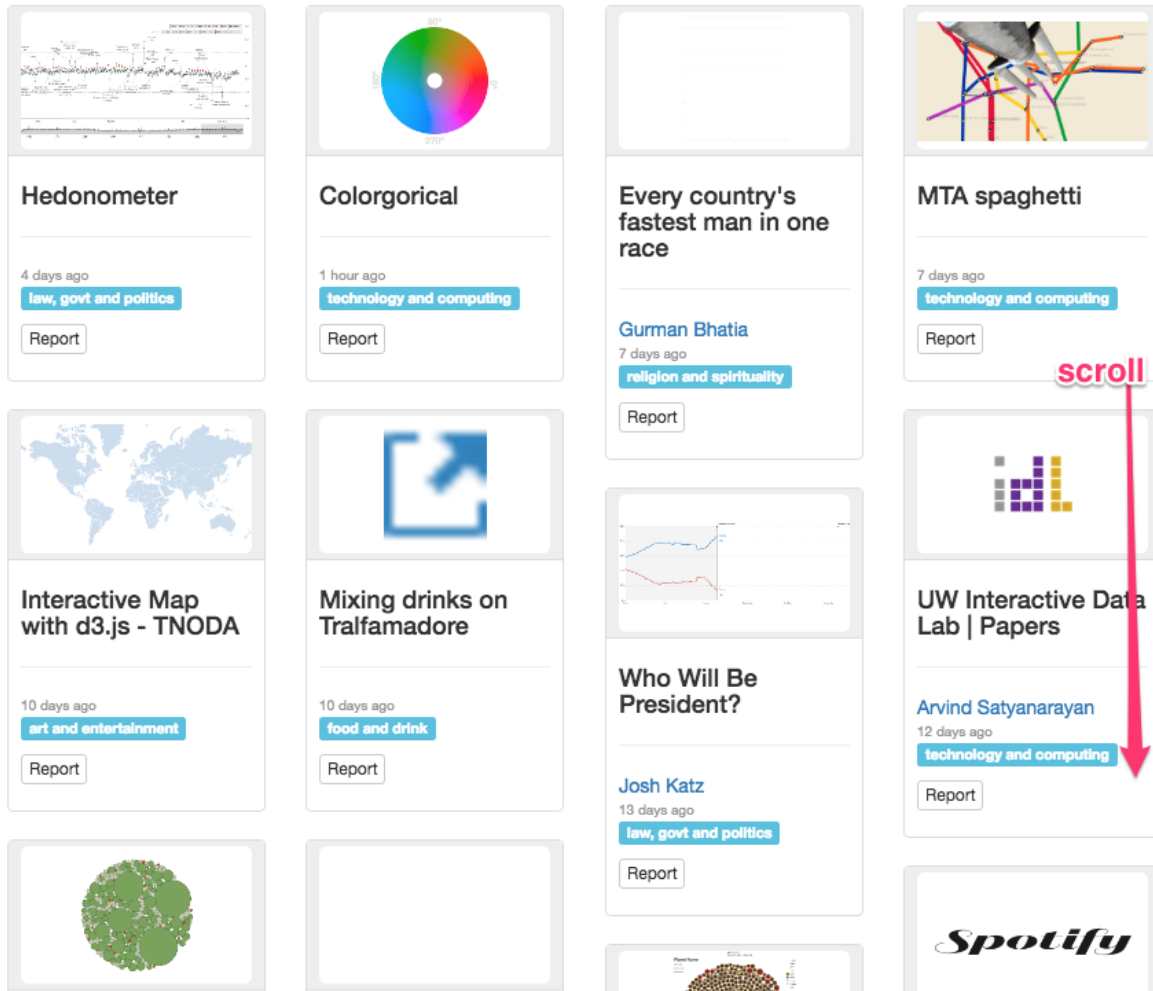 90°
180°
0°
270°
Hedonometer
4 days ago
law, govt and politics
Report
Colorgorical
1 hour ago
technology and computing
Report
Every country's
fastest man in one
race
Gurman Bhatia
7 days ago
religion and spirituality
Report
MTA spaghetti
7 days ago
technology and computing
Report
scroll
Interactive Map
with d3.js - TNODA
10 days ago
art and entertainment
Report
Mixing drinks on
Tralfamadore
10 days ago
food and drink
Report
Who Will Be
President?
Josh Katz
13 days ago
law, govt and politics
Report
idL
UW Interactive Data
Lab | Papers
Arvind Satyanarayan
12 days ago
technology and computing
Report
Spotify